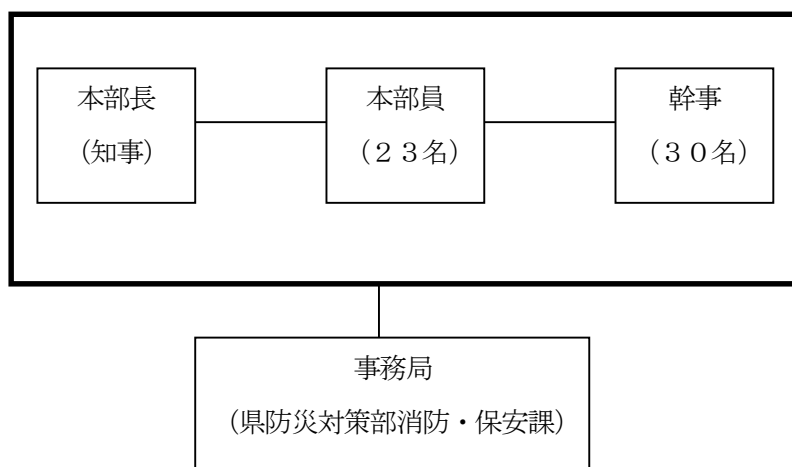 本部長
（知事）
本部員
（２３名）
幹事
（３０名）
事務局
（県防災対策部消防・保安課）